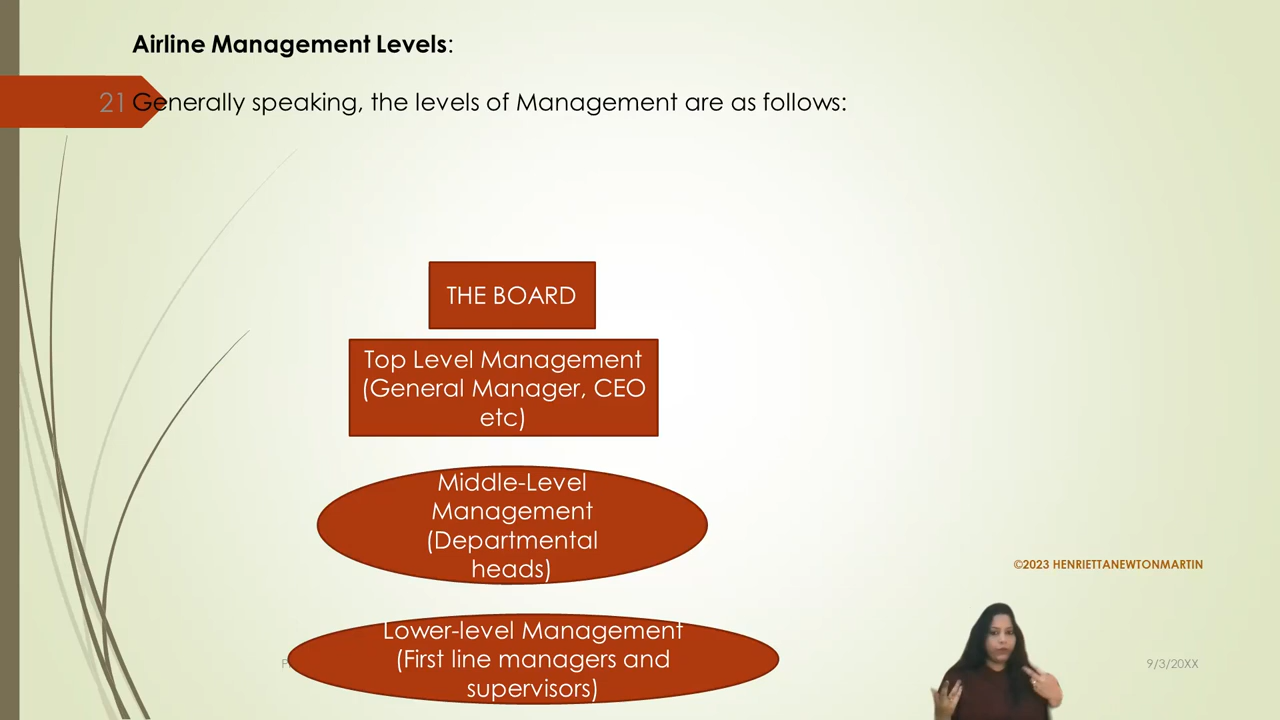 Airline Management Levels:
21
Generally speaking, the levels of Management are as follows:
THE BOARD
Top Level Management
(General Manager, CEO
etc)
Middle-Level
Management
(Departmental
heads)
©2023 HENRIETTANEWTONMARTIN
Lower-level Management
(First line managers and
supervisors)
9/3/20XX